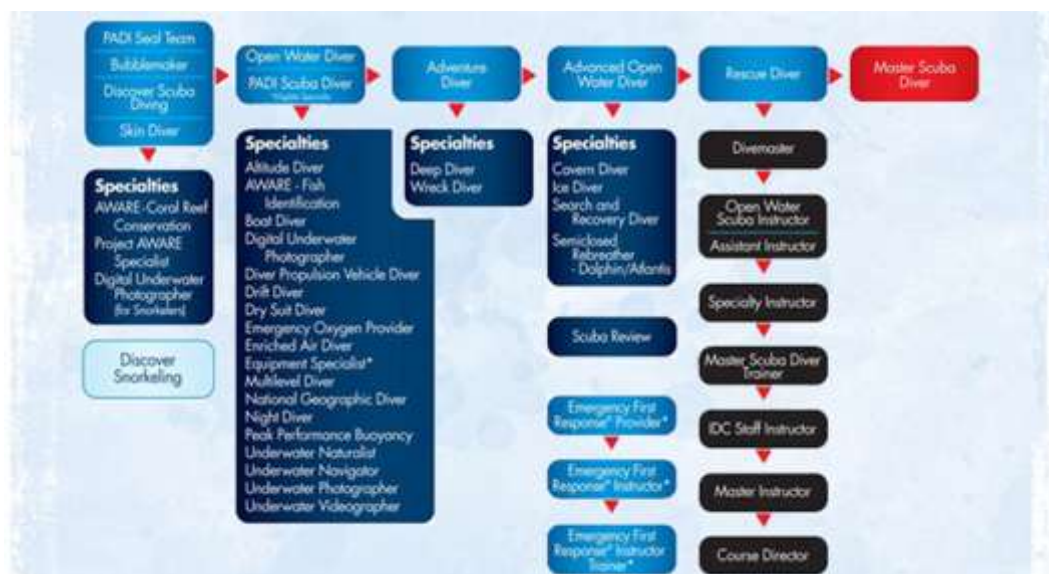 PADI Seal Team
Bubblemaker
Discover Scuba
Diving
Skin Diver
Specialties
AWARE-Coral Reef
Conservation
Project AWARE
Specialist
Digital Underwater
Photographer
(for Snorkelers)
Discover
Snorkeling
Open Water Diver
PADI Scuba Diver
Specialties
Altitude Diver
AWARE - Fish
Identification
Boat Diver
Digital Underwater
Photographer
Diver Propulsion Vehicle Diver
Drift Diver
Dry Suit Diver
Emergency Oxygen Provider
Enriched Air Diver
Equipment Specialist*
Multilevel Diver
National Geographic Diver
Night Diver
Peak Performance Buoyancy
Underwater Naturalist
Underwater Navigator
Underwater Photographer
Underwater Videographer
Adventure
Diver
Specialties
Deep Diver
Wreck Diver
Advanced Open
Water Diver
Specialties
Cavern Diver
Ice Diver
Search and
Recovery Diver
Semiclosed
Rebreather
- Dolphin/Atlantis
Scuba Review
Emergency First
Response® Provider*
Emergency First
Response® Instructor*
Emergency First
Response® Instructor
Trainer*
Rescue Diver
Divemaster
Open Water
Scuba Instructor
Assistant Instructor
Specialty Instructor
Master Scuba Diver
Trainer
IDC Staff Instructor
Master Instructor
Course Director
Master Scuba
Diver